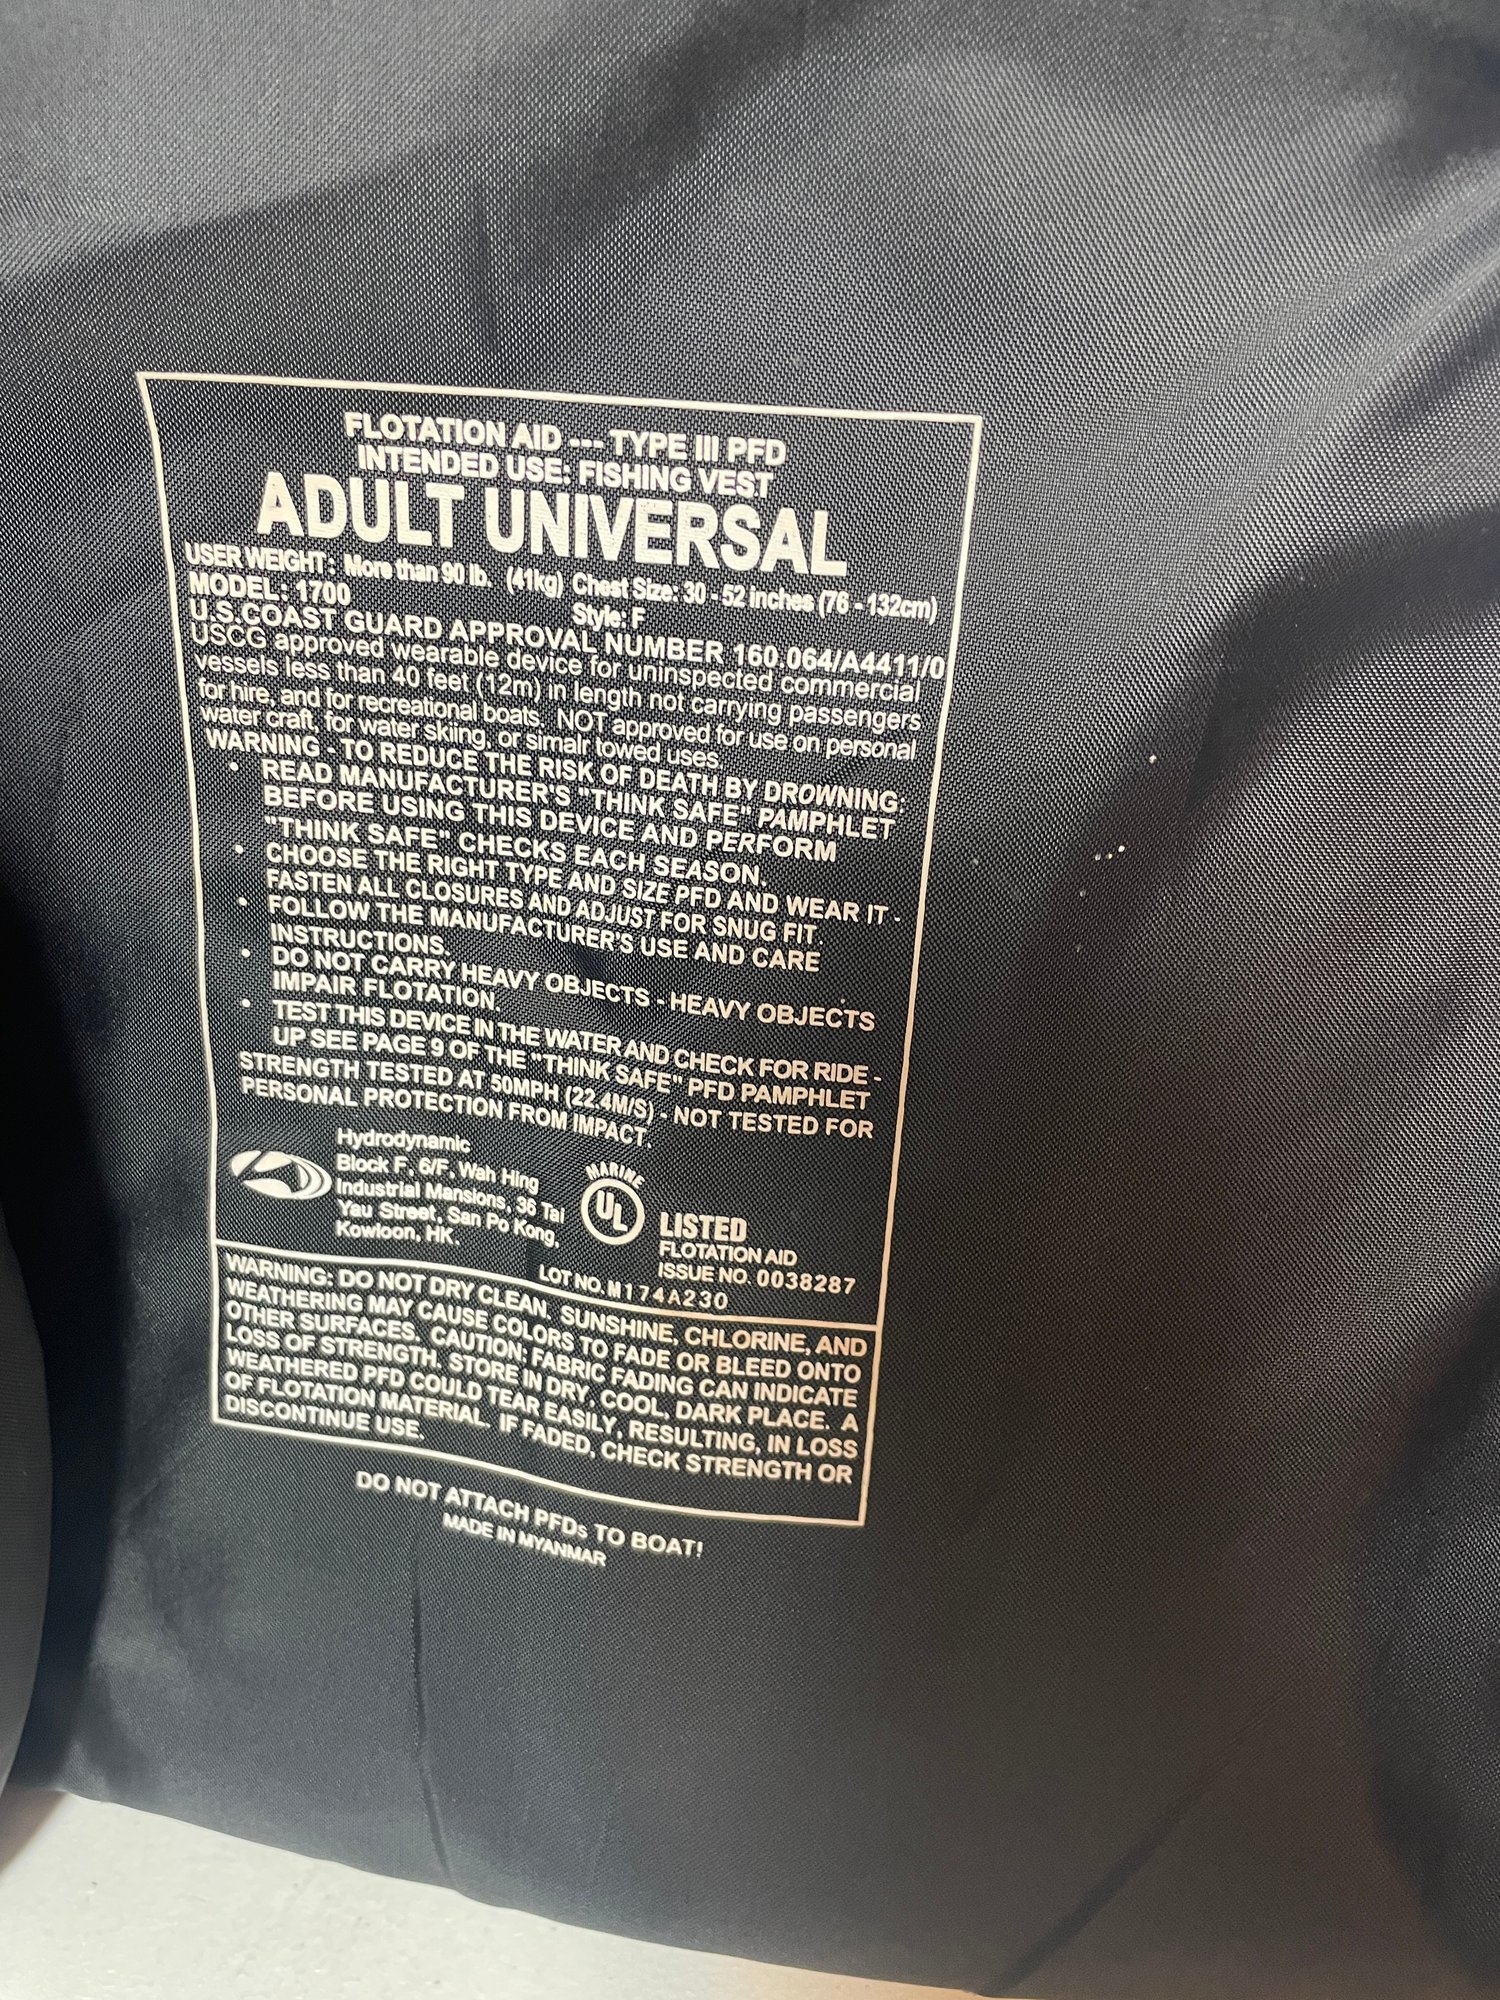 FLOTATION AID --- TYPE III PFD
INTENDED USE: FISHING VEST
ADULT UNIVERSAL
USER WEIGHT: More than 90 lb. (41kg) Chest Size: 30 - 52 inches (76 - 132cm)
MODEL: 1700 Style: F
U.S.COAST GUARD APPROVAL NUMBER 160.064/A4411/0
USCG approved wearable device for uninspected commercial
vessels less than 40 feet (12m) in length not carrying passengers
for hire, and for recreational boats. NOT approved for use on personal
water craft, for water skiing, or simalr towed uses.
WARNING - TO REDUCE THE RISK OF DEATH BY DROWNING:
• READ MANUFACTURER'S "THINK SAFE" PAMPHLET
BEFORE USING THIS DEVICE AND PERFORM
"THINK SAFE" CHECKS EACH SEASON.
• CHOOSE THE RIGHT TYPE AND SIZE PFD AND WEAR IT -
FASTEN ALL CLOSURES AND ADJUST FOR SNUG FIT.
• FOLLOW THE MANUFACTURER'S USE AND CARE
INSTRUCTIONS.
• DO NOT CARRY HEAVY OBJECTS - HEAVY OBJECTS
IMPAIR FLOTATION.
• TEST THIS DEVICE IN THE WATER AND CHECK FOR RIDE -
UP SEE PAGE 9 OF THE "THINK SAFE" PFD PAMPHLET
STRENGTH TESTED AT 50MPH (22.4M/S) - NOT TESTED FOR
PERSONAL PROTECTION FROM IMPACT.
Hydrodynamic
Block F, 6/F, Wah Hing
Industrial Mansions, 36 Tai
Yau Street, San Po Kong,
Kowloon, HK.
MARINE
UL
LISTED
FLOTATION AID
ISSUE NO. 0038287
LOT NO. M174A230
WARNING: DO NOT DRY CLEAN. SUNSHINE, CHLORINE, AND
WEATHERING MAY CAUSE COLORS TO FADE OR BLEED ONTO
OTHER SURFACES. CAUTION: FABRIC FADING CAN INDICATE
LOSS OF STRENGTH. STORE IN DRY, COOL, DARK PLACE. A
WEATHERED PFD COULD TEAR EASILY, RESULTING, IN LOSS
OF FLOTATION MATERIAL. IF FADED, CHECK STRENGTH OR
DISCONTINUE USE.
DO NOT ATTACH PFDs TO BOAT!
MADE IN MYANMAR